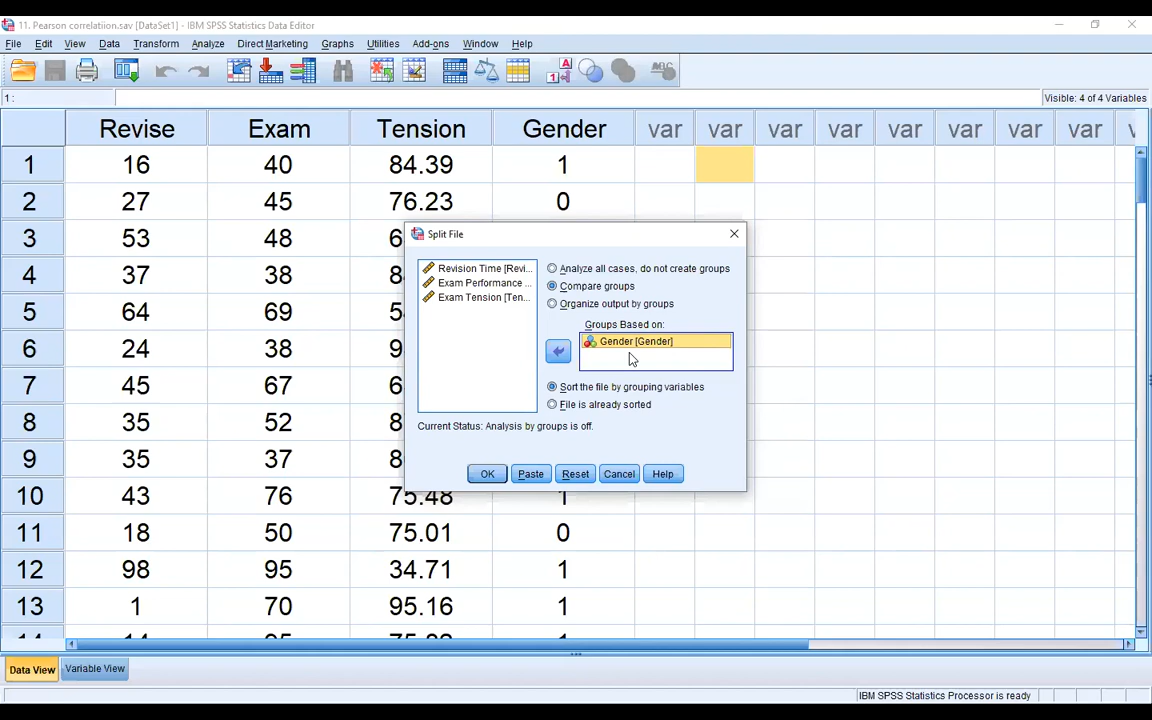 11. Pearson correlatiion.sav [DataSet1] - IBM SPSS Statistics Data Editor
File Edit View Data Transform Analyze Direct Marketing Graphs Utilities Add-ons Window Help
1 :
Visible: 4 of 4 Variables
Revise Exam Tension Gender var var var var var var var var
1 16 40 84.39 1
2 27 45 76.23 0
3 53 48
4 37 38
5 64 69
6 24 38
7 45 67
8 35 52
9 35 37
10 43 76 75.48 1
11 18 50 75.01 0
12 98 95 34.71 1
13 1 70 95.16 1
Split File
Revision Time [Revi...
Exam Performance ...
Exam Tension [Ten...
Analyze all cases, do not create groups
Compare groups
Organize output by groups
Groups Based on:
Gender [Gender]
Sort the file by grouping variables
File is already sorted
Current Status: Analysis by groups is off.
OK Paste Reset Cancel Help
Data View Variable View
IBM SPSS Statistics Processor is ready